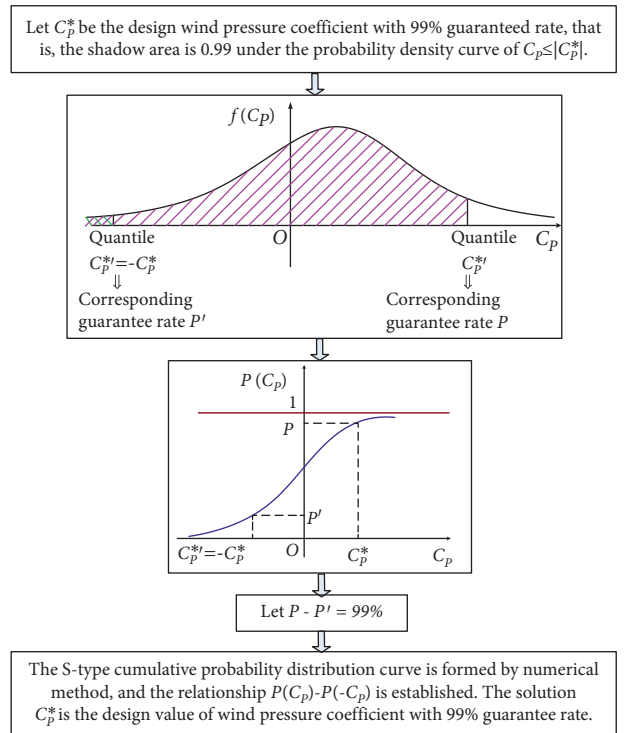 Let C*P be the design wind pressure coefficient with 99% guaranteed rate, that
is, the shadow area is 0.99 under the probability density curve of CP≤|C*P|.
f (CP)
Quantile O Quantile CP
C*′P=-C*P C*′P
⇓ ⇓
Corresponding Corresponding
guarantee rate P′ guarantee rate P
P (CP)
1
P
P′
C*′P=-C*P O C*P CP
Let P - P′ = 99%
The S-type cumulative probability distribution curve is formed by numerical
method, and the relationship P(CP)-P(-CP) is established. The solution
C*P is the design value of wind pressure coefficient with 99% guarantee rate.